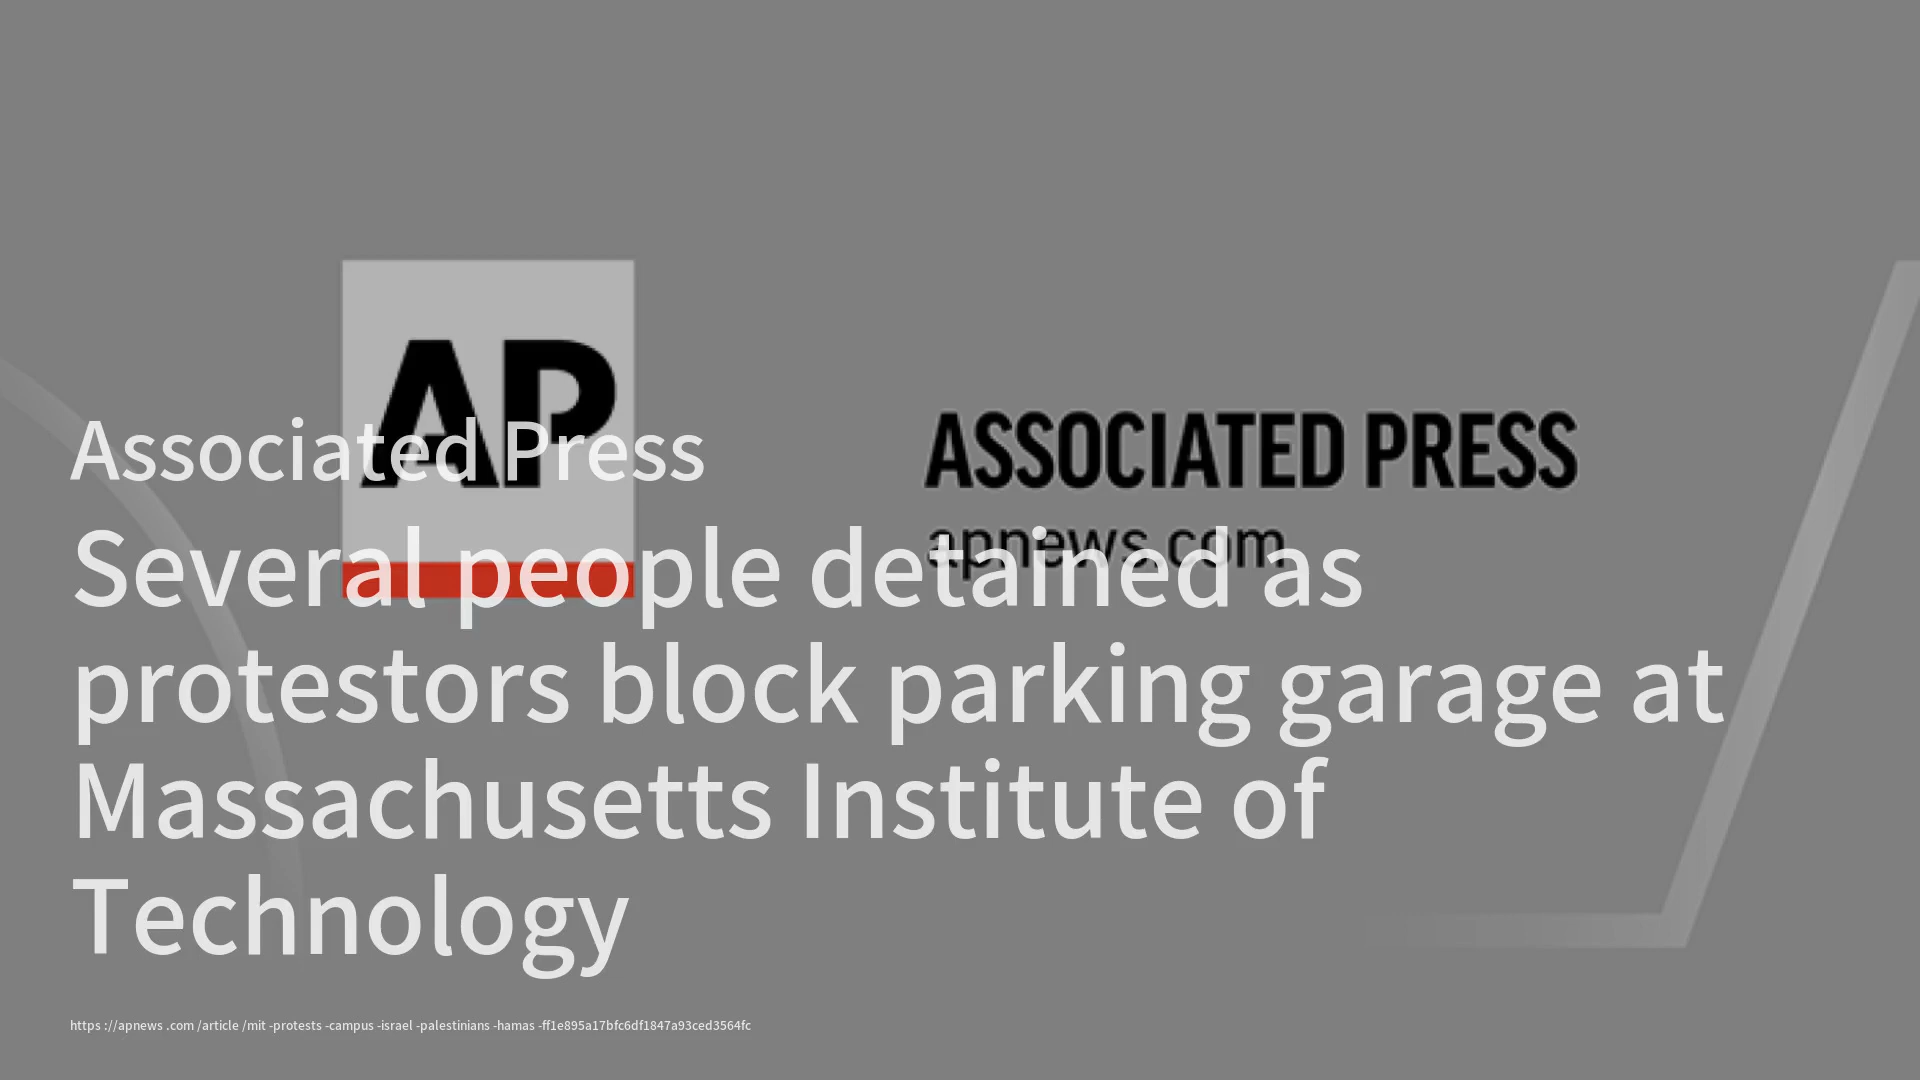 AP
ASSOCIATED PRESS
apnews.com
Associated Press
Several people detained as
protestors block parking garage at
Massachusetts Institute of
Technology
https ://apnews .com /article /mit -protests -campus -israel -palestinians -hamas -ff1e895a17bfc6df1847a93ced3564fc